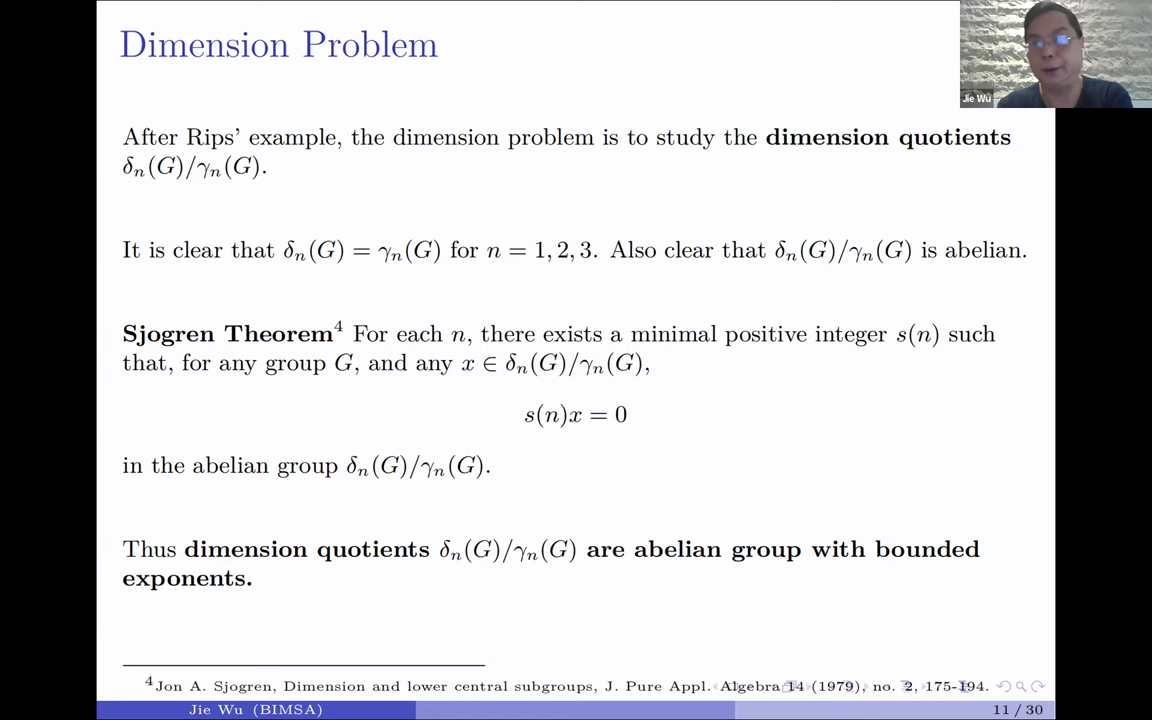 Dimension Problem
Jie Wu
After Rips' example, the dimension problem is to study the dimension quotients
δₙ(G)/γₙ(G).
It is clear that δₙ(G) = γₙ(G) for n = 1, 2, 3. Also clear that δₙ(G)/γₙ(G) is abelian.
Sjogren Theorem⁴ For each n, there exists a minimal positive integer s(n) such
that, for any group G, and any x ∈ δₙ(G)/γₙ(G),
s(n)x = 0
in the abelian group δₙ(G)/γₙ(G).
Thus dimension quotients δₙ(G)/γₙ(G) are abelian group with bounded
exponents.
⁴Jon A. Sjogren, Dimension and lower central subgroups, J. Pure Appl. Algebra 14 (1979), no. 2, 175-194.
Jie Wu (BIMSA)
11 / 30